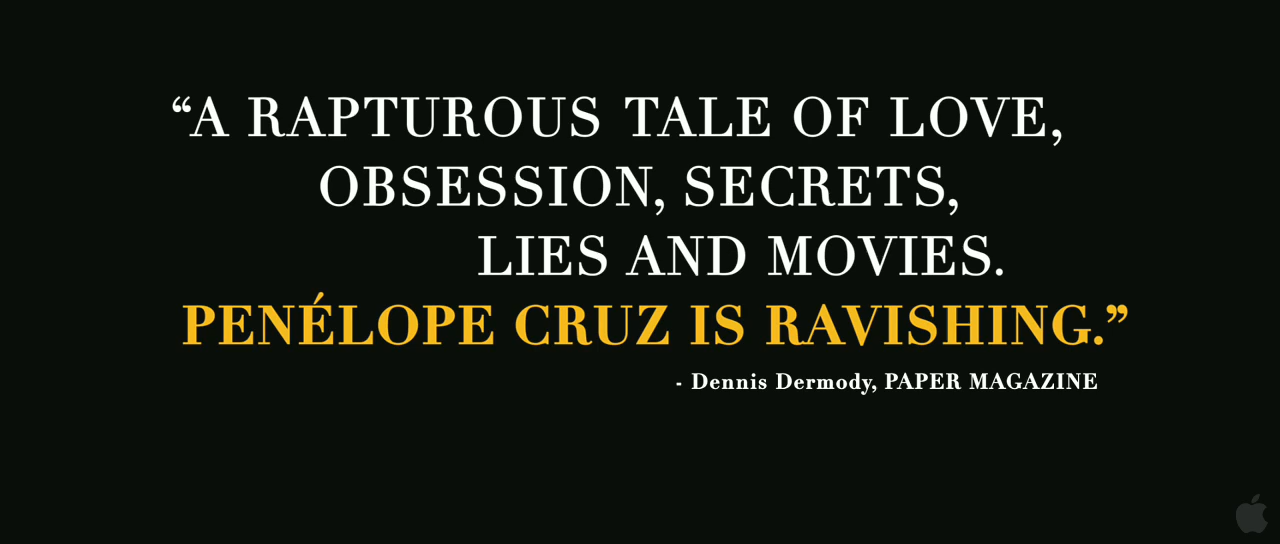 “A RAPTUROUS TALE OF LOVE,
OBSESSION, SECRETS,
LIES AND MOVIES.
PENÉLOPE CRUZ IS RAVISHING.”
- Dennis Dermody, PAPER MAGAZINE